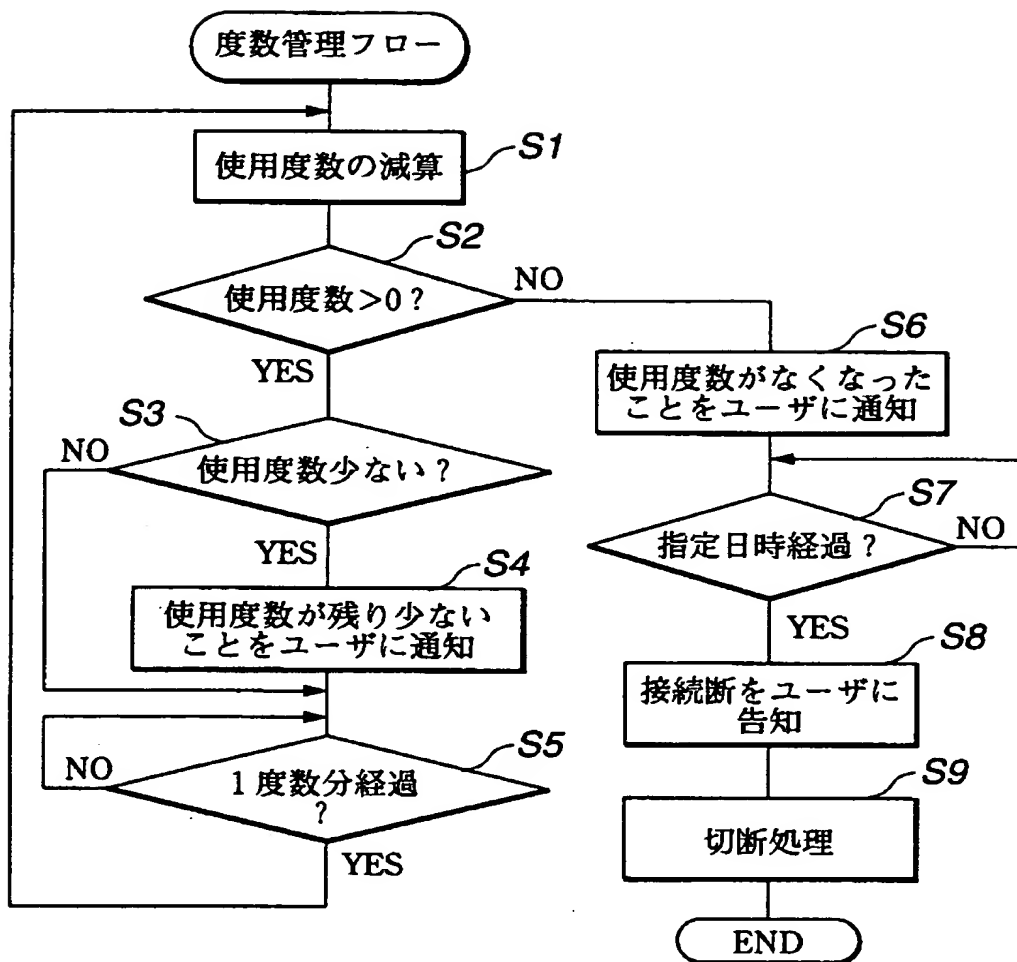 度数管理フロー
使用度数の減算
S1
使用度数>0?
S2
NO
YES
使用度数少ない?
S3
NO
YES
使用度数が残り少ない
ことをユーザに通知
S4
1度数分経過
?
S5
NO
YES
使用度数がなくなった
ことをユーザに通知
S6
指定日時経過?
S7
NO
YES
接続断をユーザに
告知
S8
切断処理
S9
END